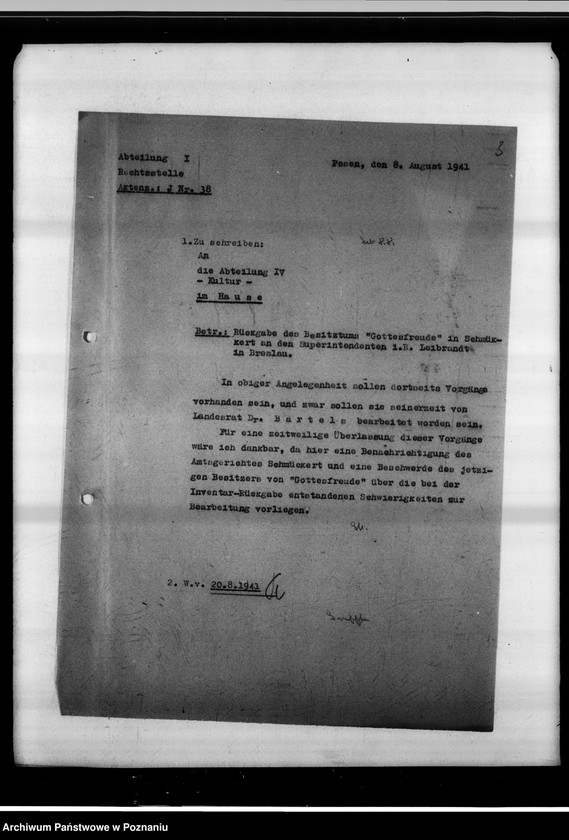 3
Abteilung I
Posen, den 8. August 1941
Rechtsstelle
Aktenz.: J Nr. 38
1.Zu schreiben:
An
die Abteilung IV
- Kultur -
im Hause
Betr.: Rückgabe des Besitztums "Gottesfreude" in Schmük-
kert an den Superintendenten i.R. Leibrandt
in Breslau.
In obiger Angelegenheit sollen dortseits Vorgänge
vorhanden sein, und zwar sollen sie seinerzeit von
Landesrat Dr. Bartels bearbeitet worden sein.
Für eine zeitweilige Überlassung dieser Vorgänge
wäre ich dankbar, da hier eine Benachrichtigung des
Amtsgerichtes Schmückert und eine Beschwerde des jetzi-
gen Besitzers von "Gottesfreude" über die bei der
Inventar-Rückgabe entstandenen Schwierigkeiten zur
Bearbeitung vorliegen.
2. W.v. 20.8.1941
Archiwum Państwowe w Poznaniu